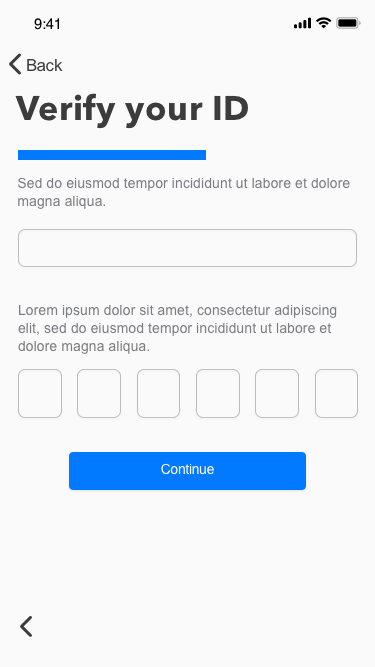 9:41
Back
Verify your ID
Sed do eiusmod tempor incididunt ut labore et dolore
magna aliqua.
Lorem ipsum dolor sit amet, consectetur adipiscing
elit, sed do eiusmod tempor incididunt ut labore et
dolore magna aliqua.
Continue